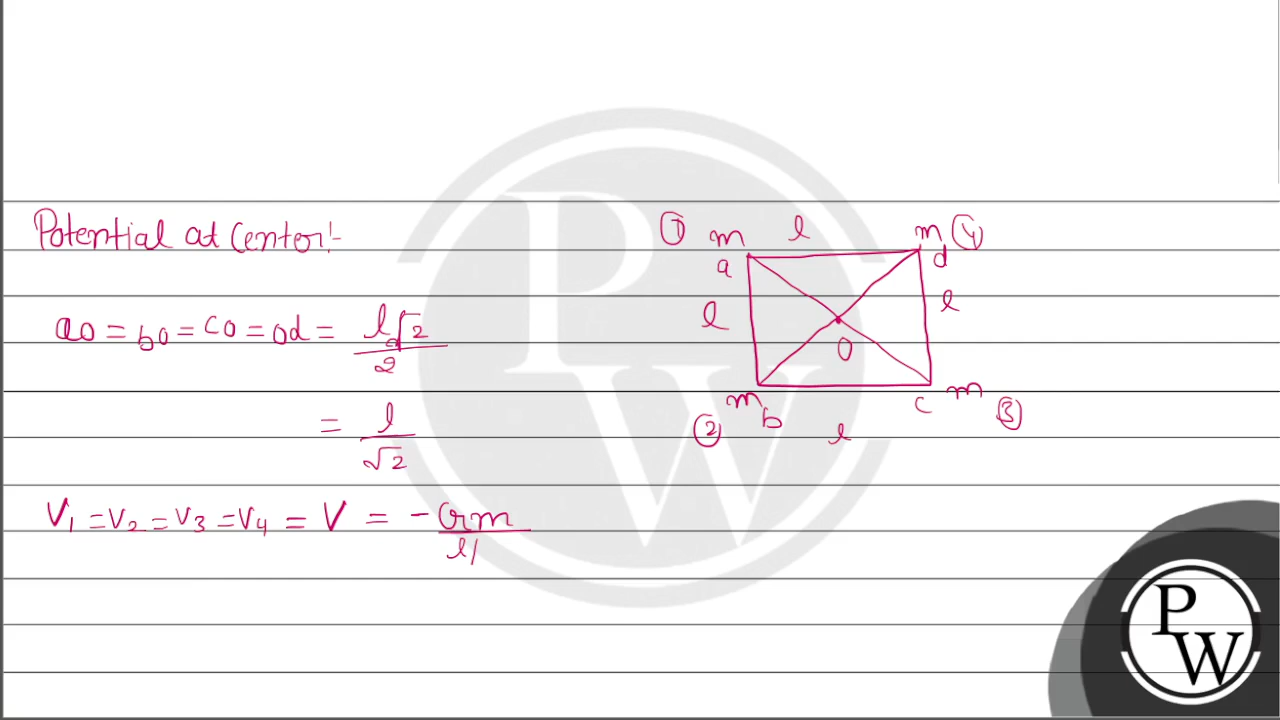 Potential at Center:-
ao = bo = co = od = l√2/2
= l/√2
V₁ = V₂ = V₃ = V₄ = V = -Gm/l/
① m l m ④
a d
l l
O
m b c m ③
② l
PW
PW